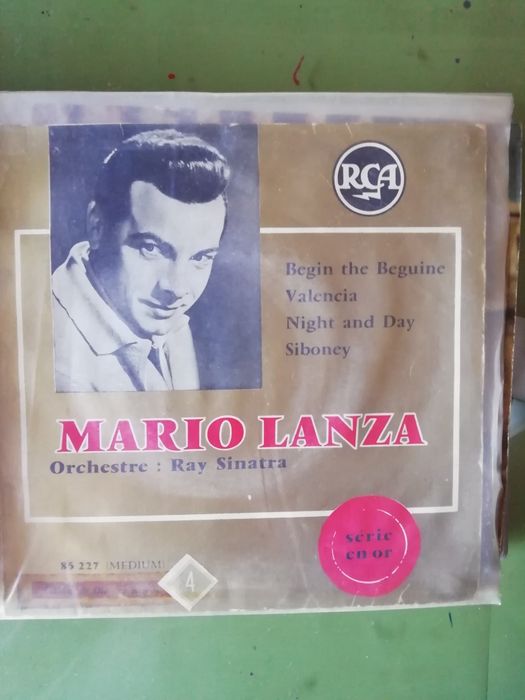 RCA
Begin the Beguine
Valencia
Night and Day
Siboney
MARIO LANZA
Orchestre : Ray Sinatra
série
en or
85 227 (MEDIUM)
4